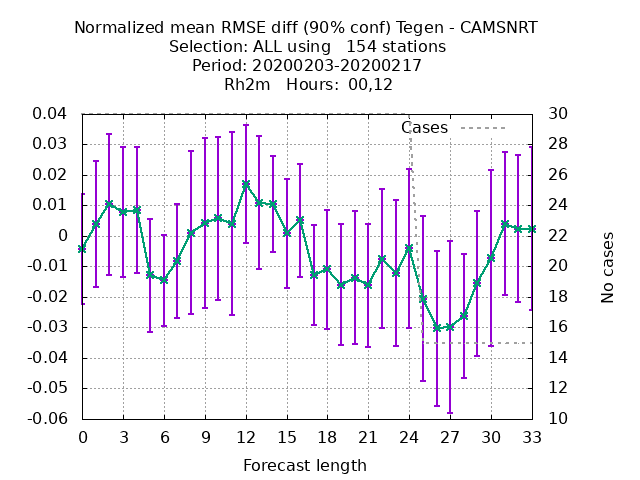 Normalized mean RMSE diff (90% conf) Tegen - CAMSNRT
Selection: ALL using   154 stations
Period: 20200203-20200217
Rh2m   Hours:  00,12
Cases
0.04
0.03
0.02
0.01
0
-0.01
-0.02
-0.03
-0.04
-0.05
-0.06
30
28
26
24
22
20
18
16
14
12
10
No cases
0 3 6 9 12 15 18 21 24 27 30 33
Forecast length